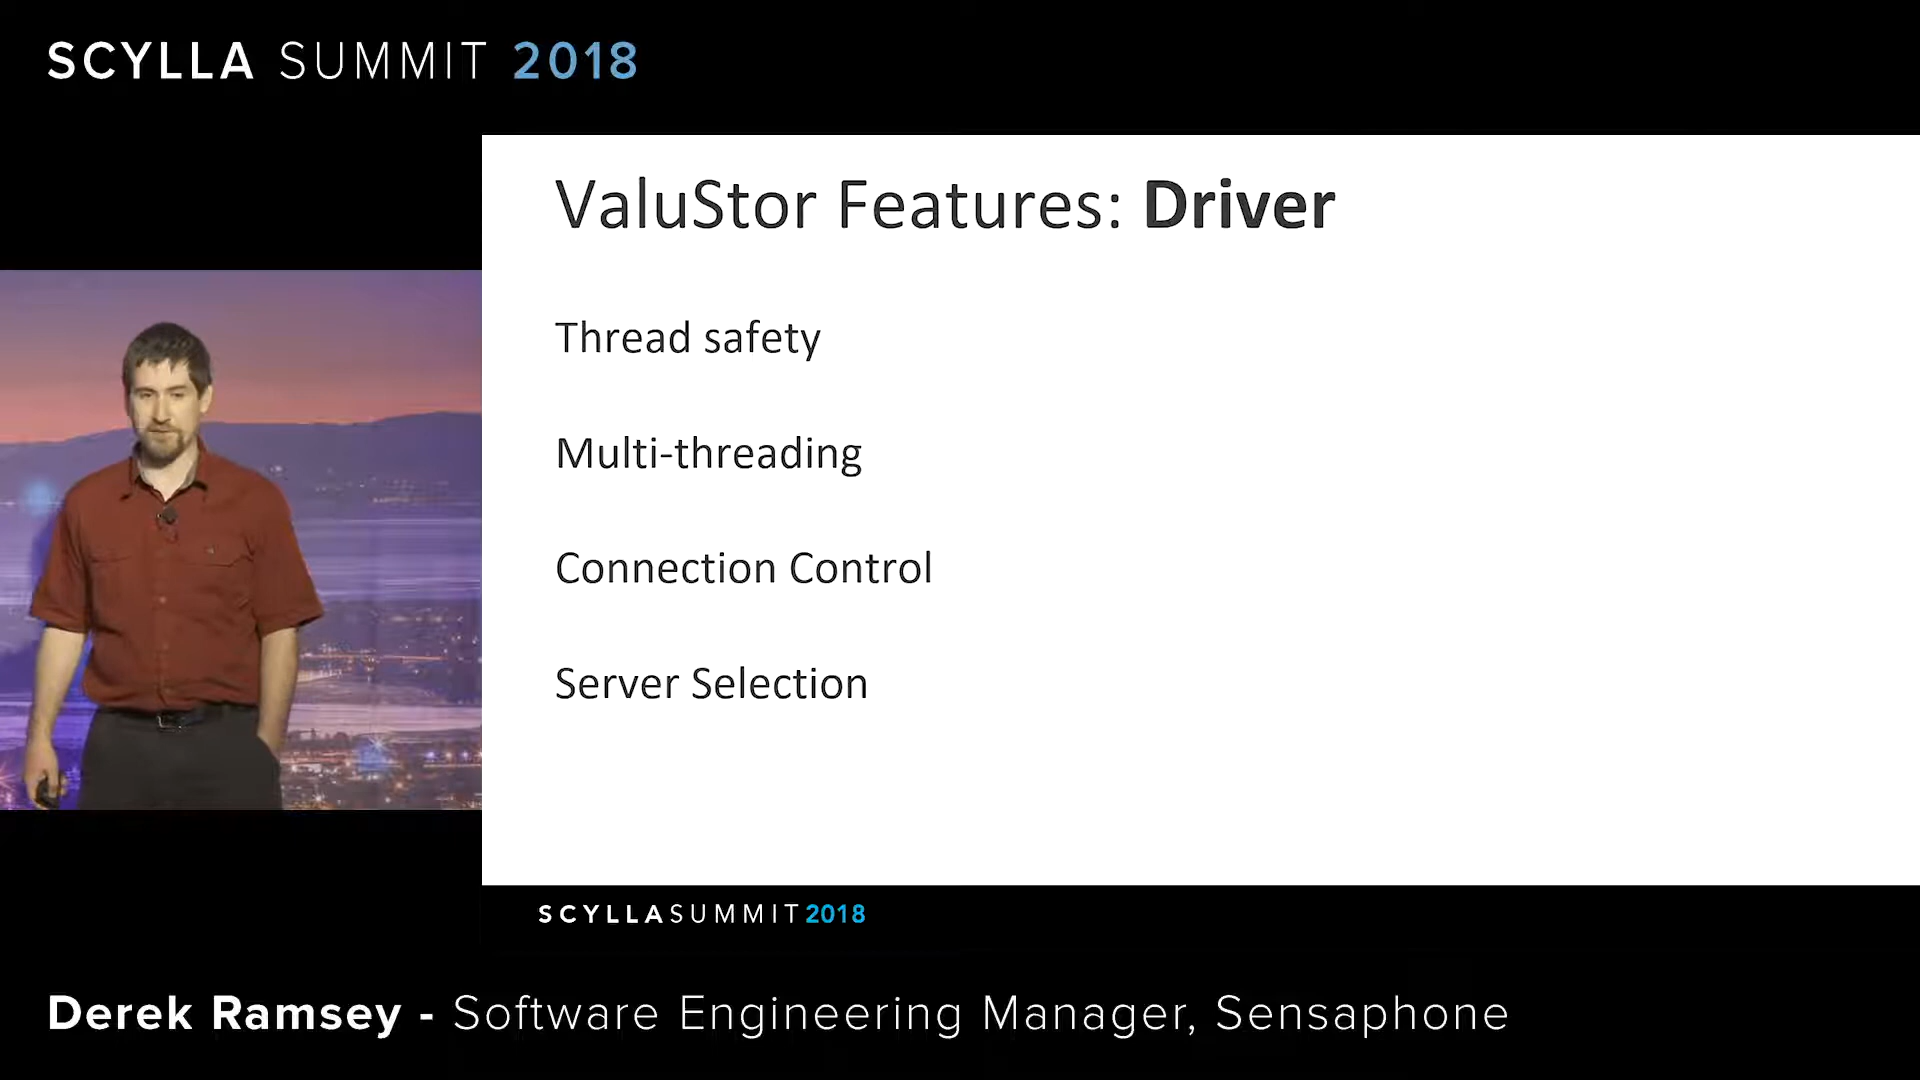 SCYLLA SUMMIT 2018
ValuStor Features: Driver
Thread safety
Multi-threading
Connection Control
Server Selection
SCYLLASUMMIT2018
Derek Ramsey - Software Engineering Manager, Sensaphone